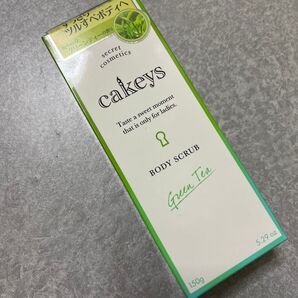 ツルすべボディへ
secret
cosmetics
cakeys
Taste a sweet moment
that is only for ladies.
BODY SCRUB
Green Tea
150g
5.29 oz